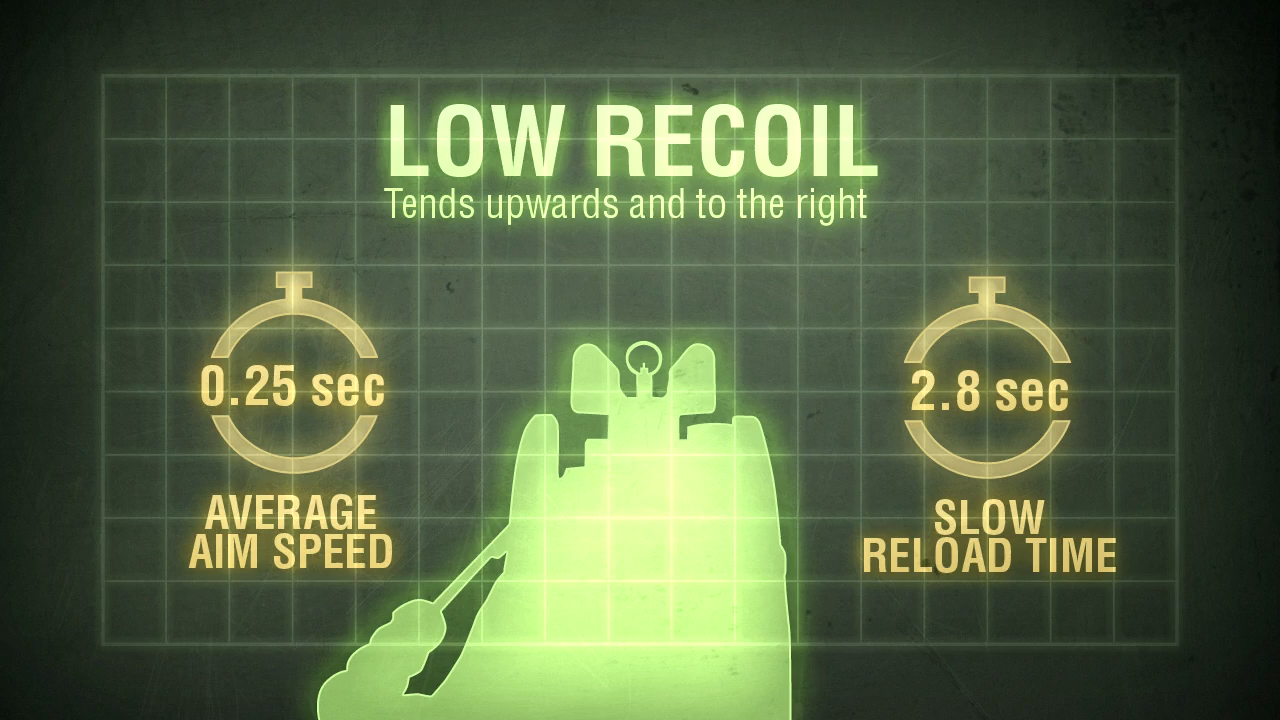 LOW RECOIL
Tends upwards and to the right
0.25 sec
AVERAGE
AIM SPEED
2.8 sec
SLOW
RELOAD TIME